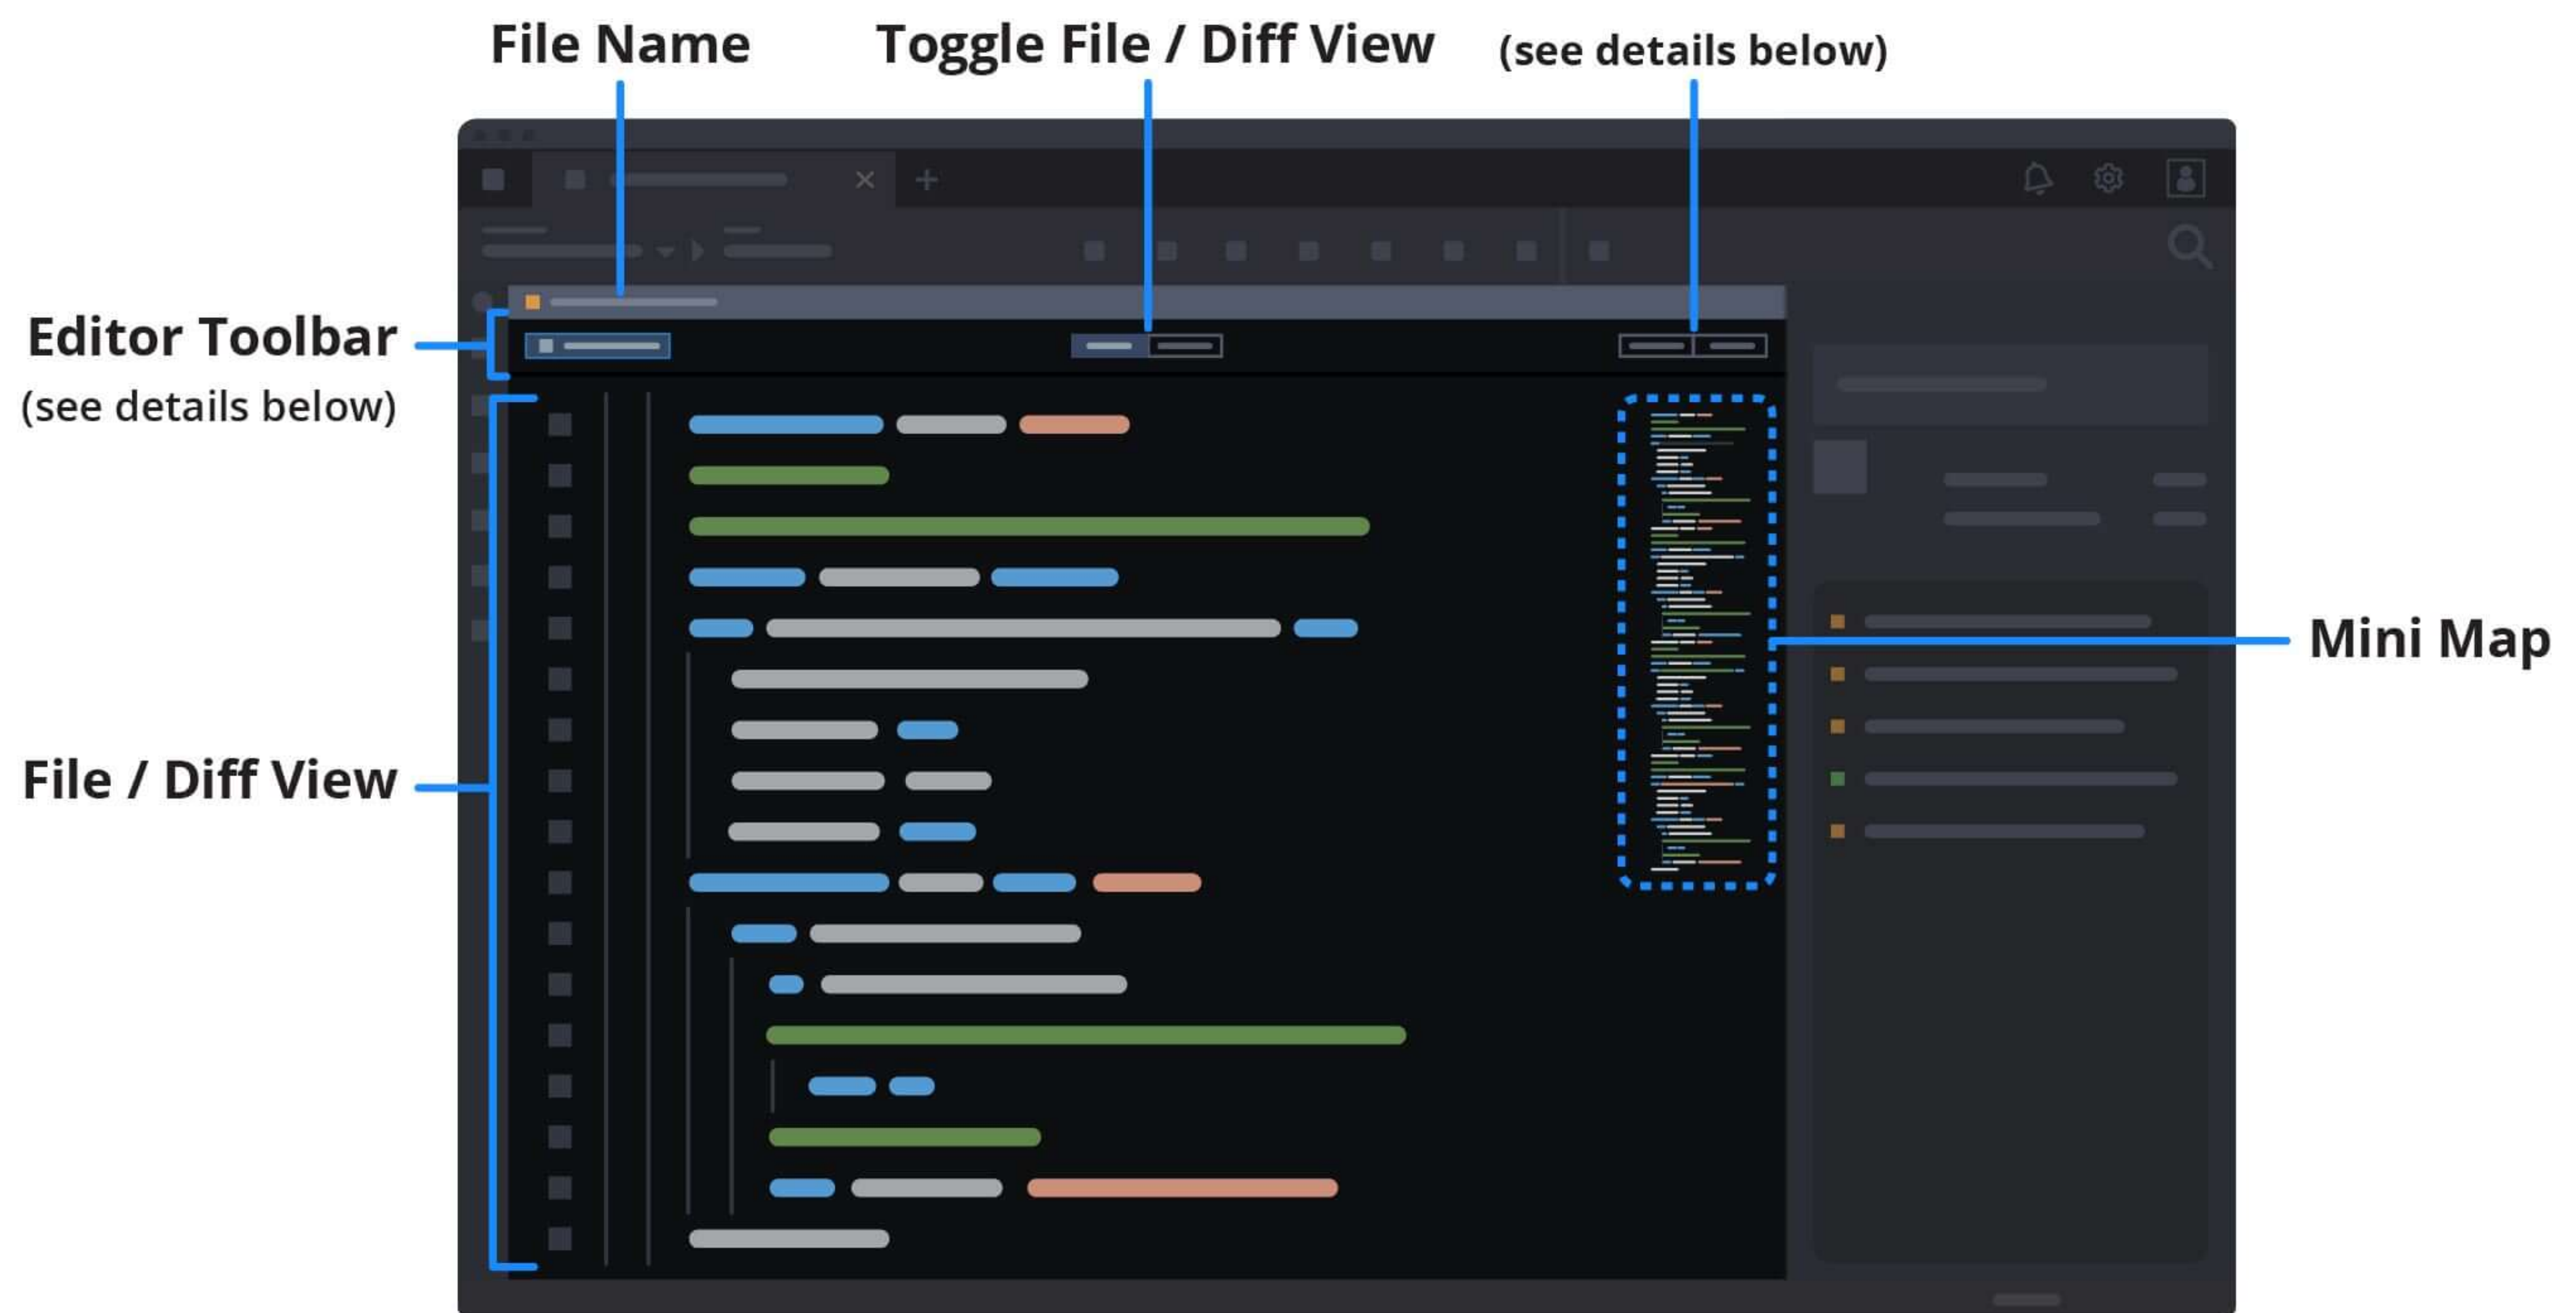 File Name
Toggle File / Diff View
(see details below)
Editor Toolbar
(see details below)
Mini Map
File / Diff View